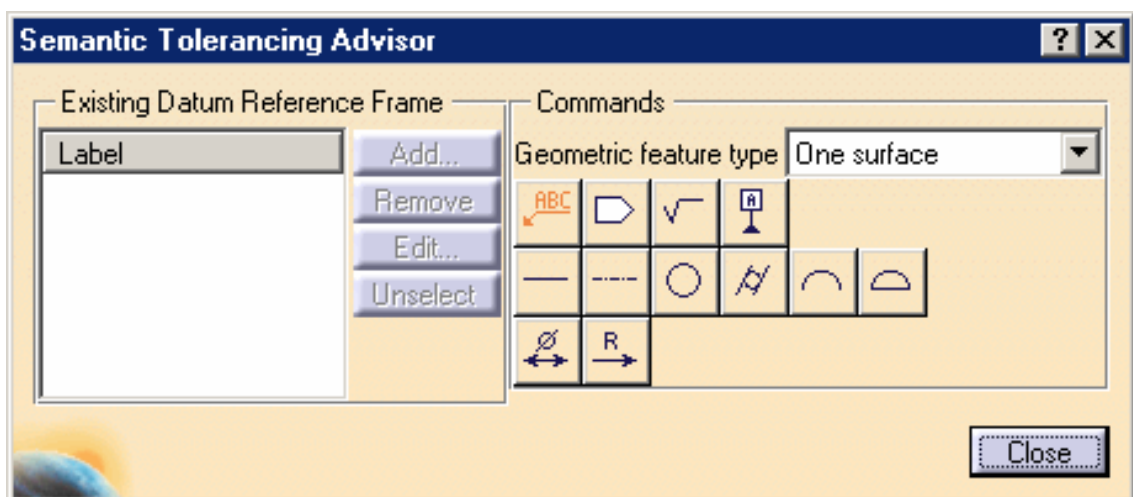 Semantic Tolerancing Advisor
Existing Datum Reference Frame
Label
Add...
Remove
Edit...
Unselect
Commands
Geometric feature type One surface
ABC
A
Ø R
Close